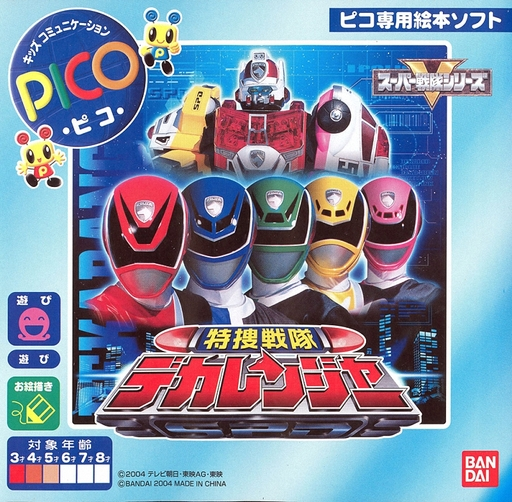 キッズ コミュニケーション
PICO
・ピコ・
ピコ専用絵本ソフト
スーパー戦隊シリーズ
DEKARANGER
SPD
P
P
特捜戦隊
デカレンジャー
遊び
遊び
お絵描き
対象年齢
3才 4才 5才 6才 7才 8才
©2004 テレビ朝日・東映AG・東映
©BANDAI 2004 MADE IN CHINA
BAN
DAI